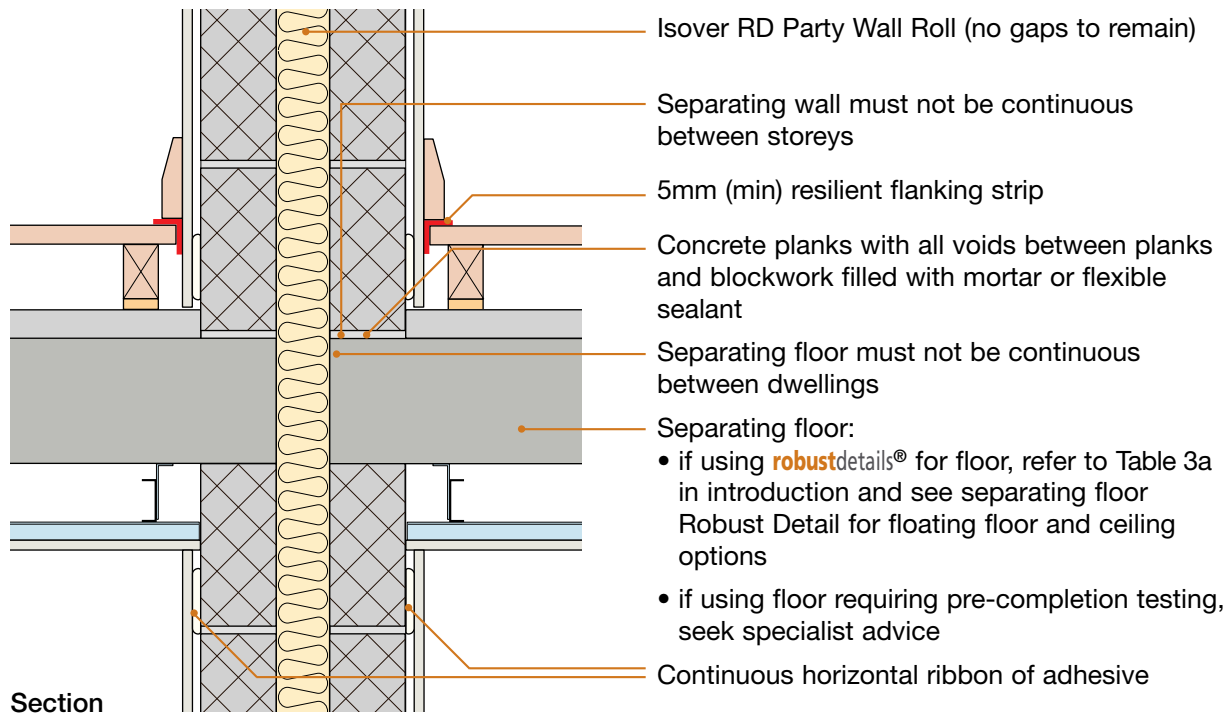 Isover RD Party Wall Roll (no gaps to remain)
Separating wall must not be continuous
between storeys
5mm (min) resilient flanking strip
Concrete planks with all voids between planks
and blockwork filled with mortar or flexible
sealant
Separating floor must not be continuous
between dwellings
Separating floor:
• if using robustdetails® for floor, refer to Table 3a
in introduction and see separating floor
Robust Detail for floating floor and ceiling
options
• if using floor requiring pre-completion testing,
seek specialist advice
Continuous horizontal ribbon of adhesive
Section